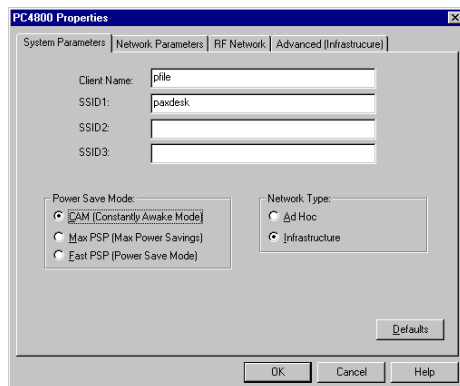 PC4800 Properties
System Parameters
Network Parameters
RF Network
Advanced (Infrastrucure)
Client Name: pfile
SSID1: paxdesk
SSID2:
SSID3:
Power Save Mode:
CAM (Constantly Awake Mode)
Max PSP (Max Power Savings)
Fast PSP (Power Save Mode)
Network Type:
Ad Hoc
Infrastructure
Defaults
OK
Cancel
Help